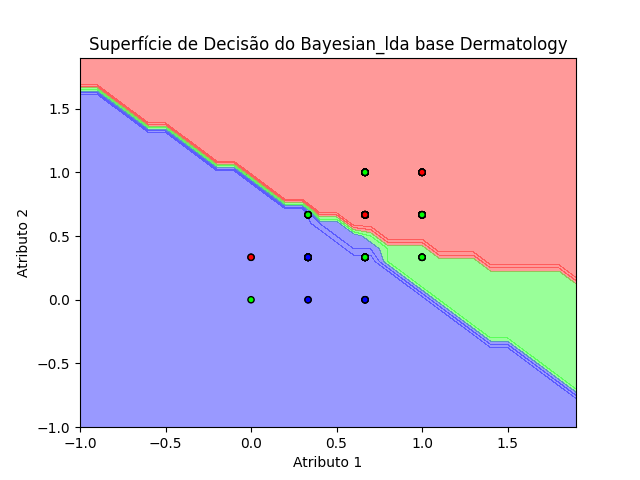 Superfície de Decisão do Bayesian_lda base Dermatology
1.5
1.0
0.5
0.0
−0.5
−1.0
Atributo 2
−1.0 −0.5 0.0 0.5 1.0 1.5
Atributo 1